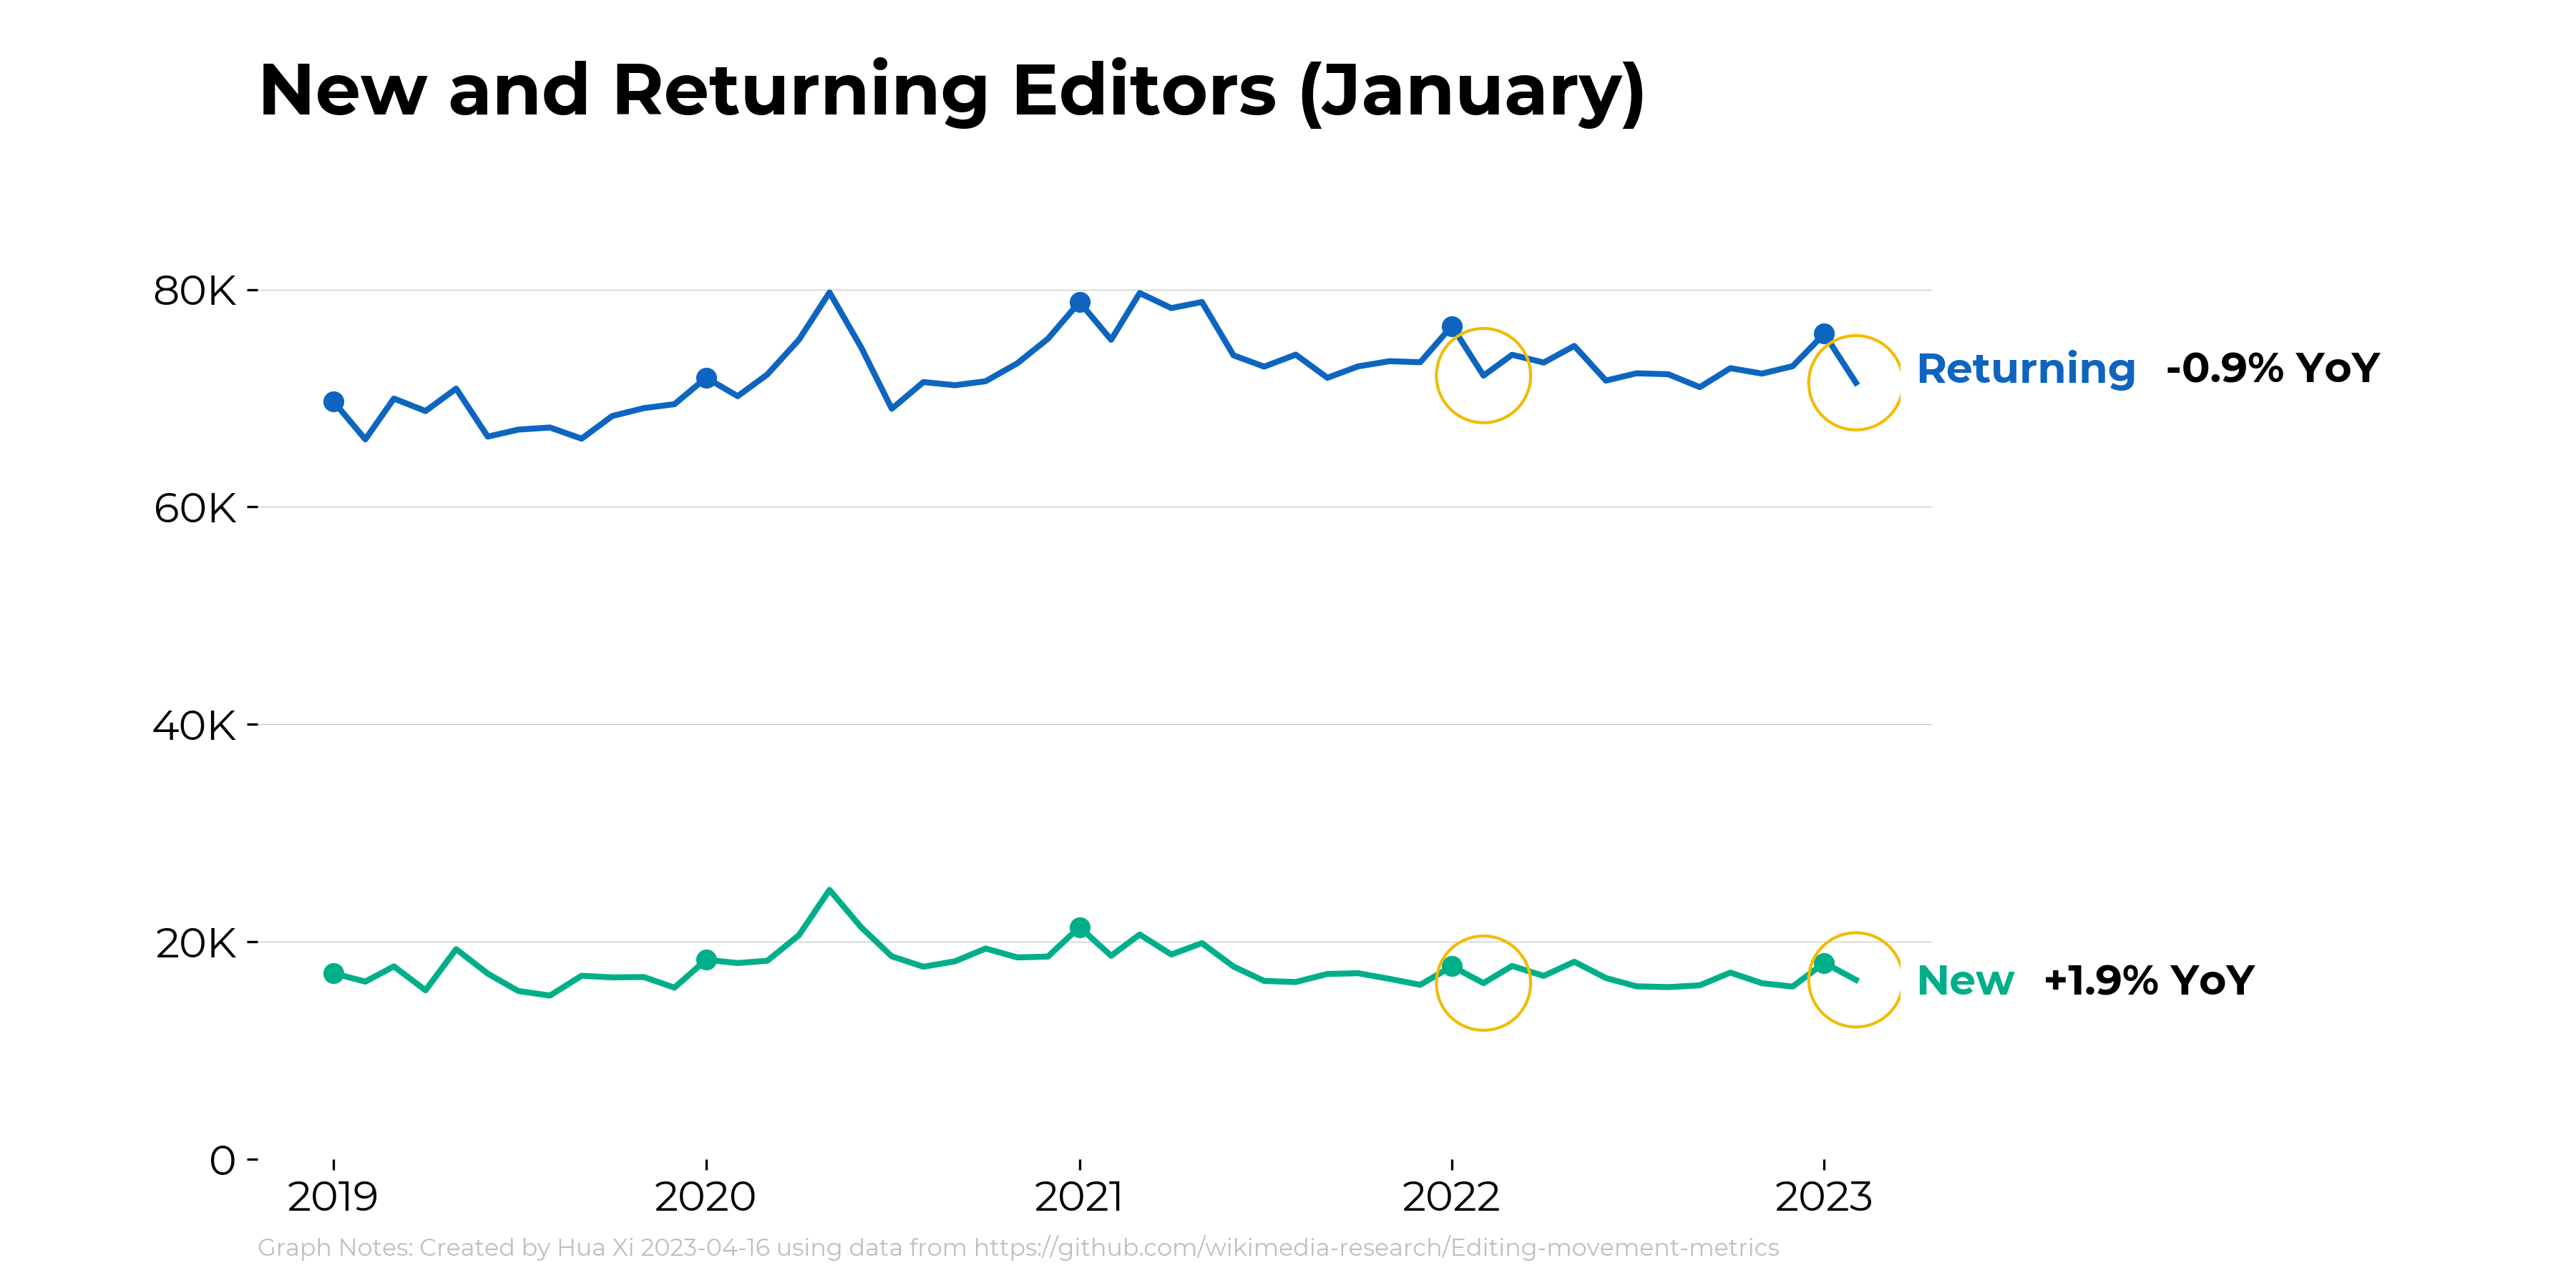 New and Returning Editors (January)
80K
60K
40K
20K
0
Returning -0.9% YoY
New +1.9% YoY
2019 2020 2021 2022 2023
Graph Notes: Created by Hua Xi 2023-04-16 using data from https://github.com/wikimedia-research/Editing-movement-metrics